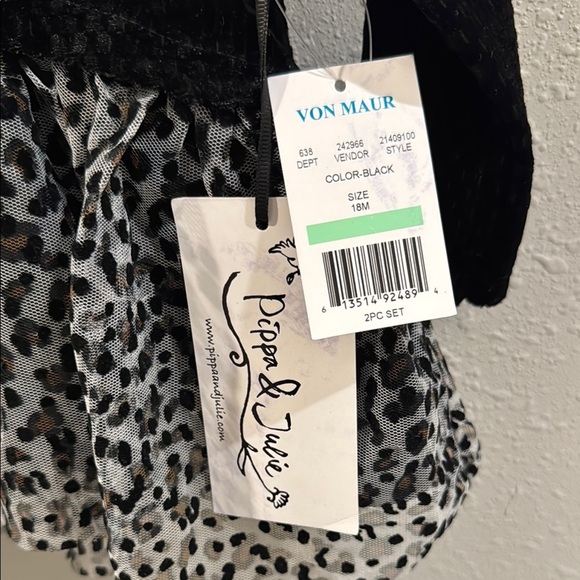 VON MAUR
638 242966 21409100
DEPT VENDOR STYLE
COLOR-BLACK
SIZE
18M
6 13514 92489 4
2PC SET
Pippa & Julie
www.pippaandjulie.com